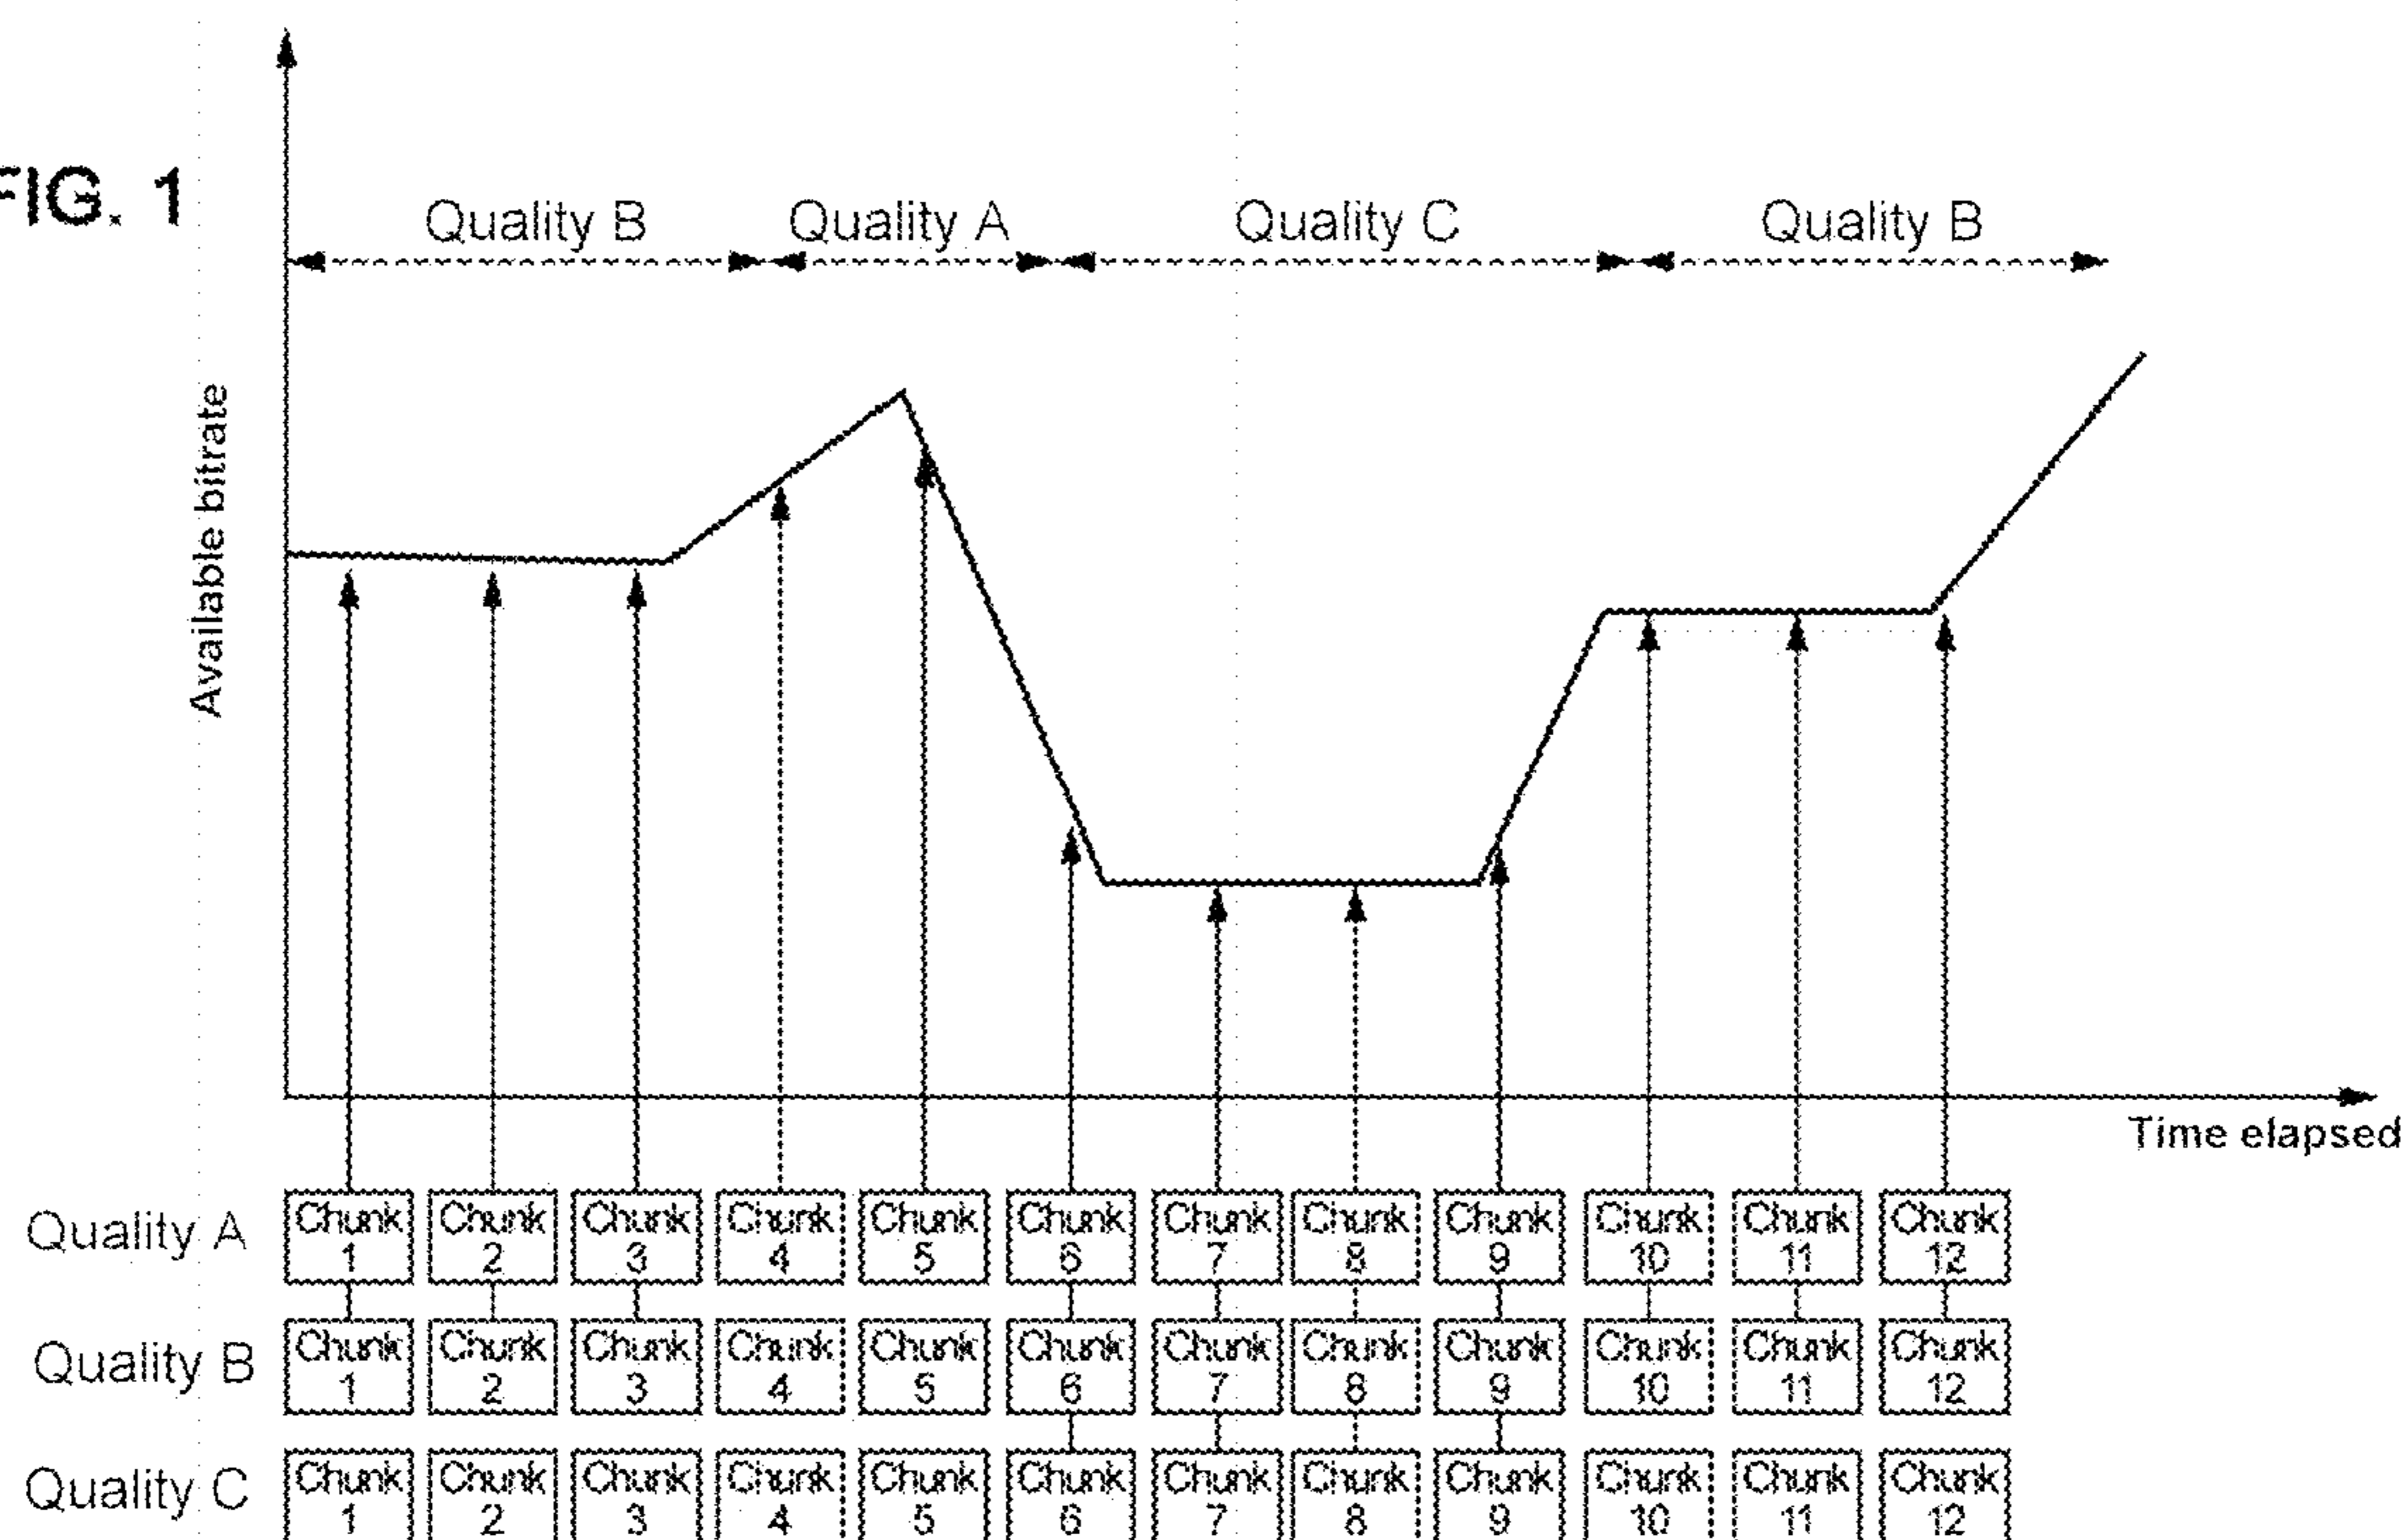 FIG. 1
Quality B Quality A Quality C Quality B
Available bitrate
Time elapsed
Quality A Chunk 1 Chunk 2 Chunk 3 Chunk 4 Chunk 5 Chunk 6 Chunk 7 Chunk 8 Chunk 9 Chunk 10 Chunk 11 Chunk 12
Quality B Chunk 1 Chunk 2 Chunk 3 Chunk 4 Chunk 5 Chunk 6 Chunk 7 Chunk 8 Chunk 9 Chunk 10 Chunk 11 Chunk 12
Quality C Chunk 1 Chunk 2 Chunk 3 Chunk 4 Chunk 5 Chunk 6 Chunk 7 Chunk 8 Chunk 9 Chunk 10 Chunk 11 Chunk 12